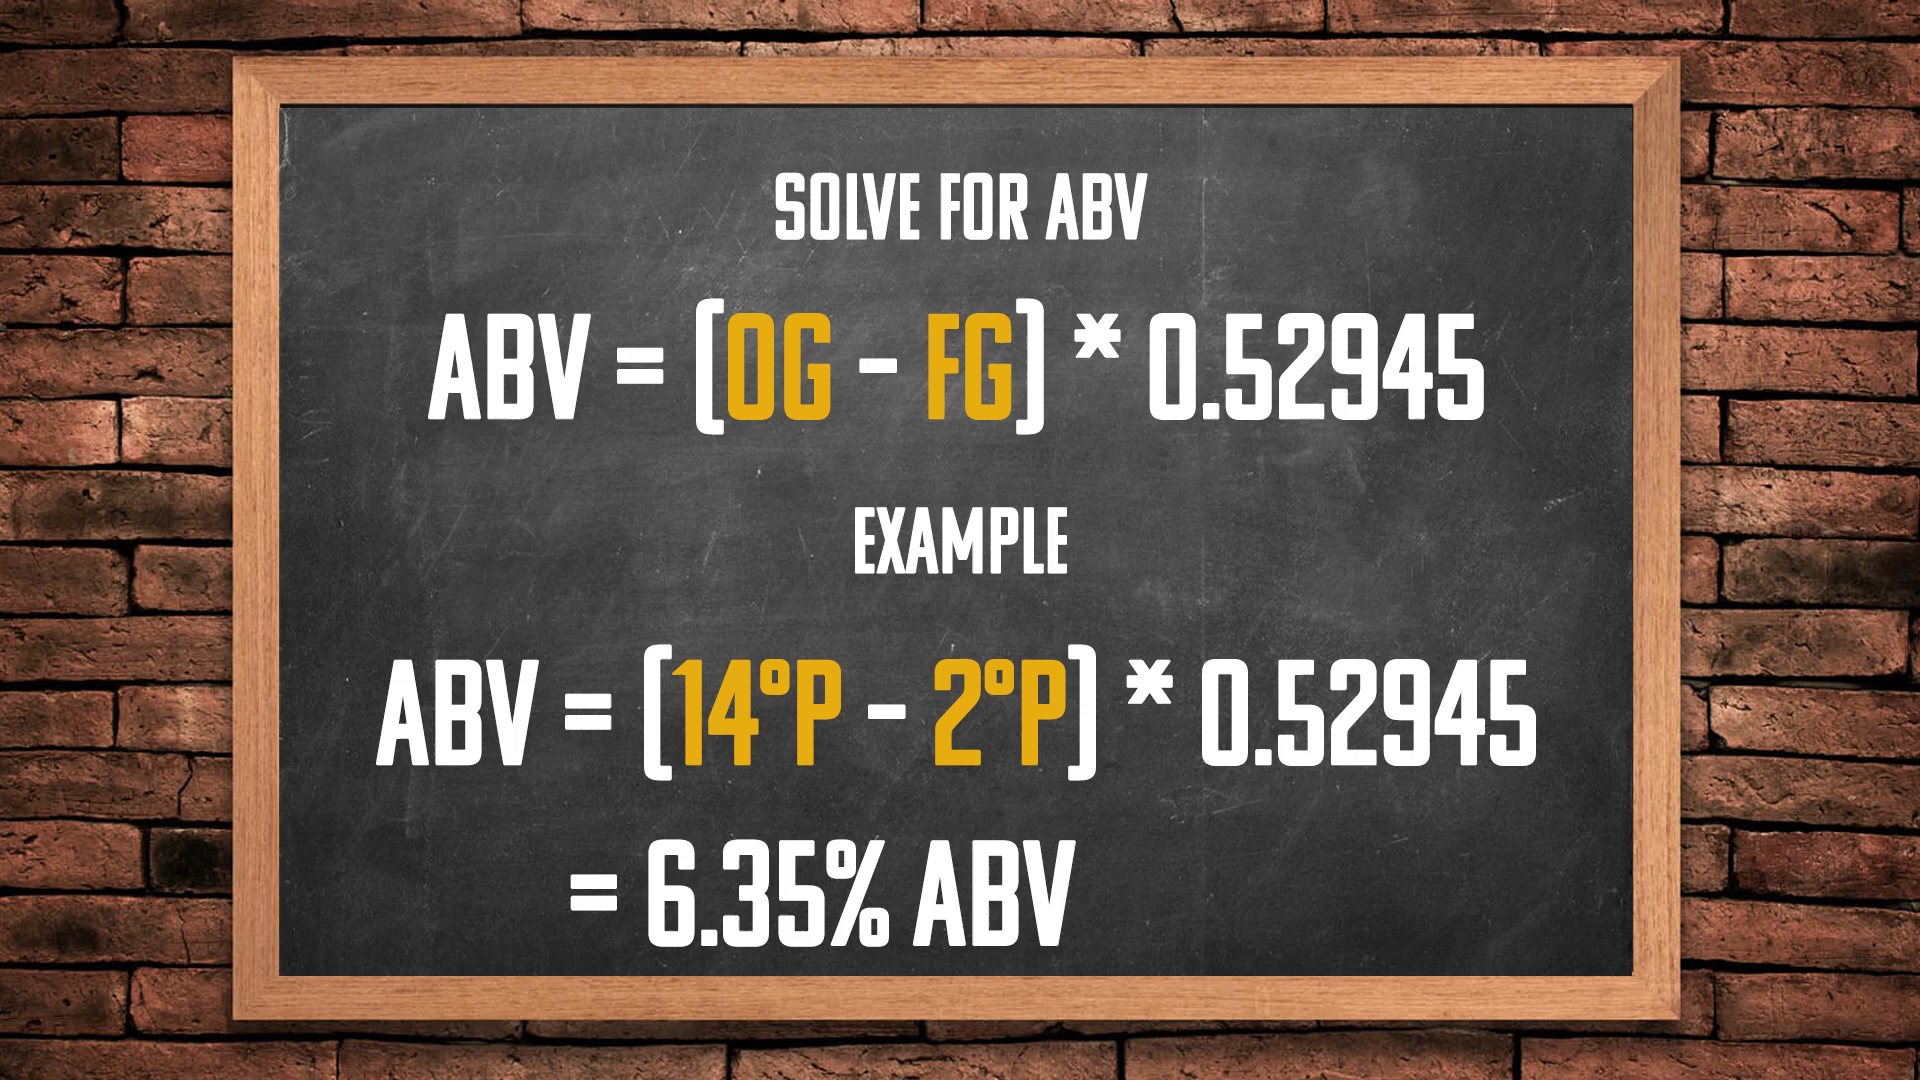 SOLVE FOR ABV
ABV = [OG - FG] * 0.52945
EXAMPLE
ABV = [14°P - 2°P] * 0.52945
= 6.35% ABV